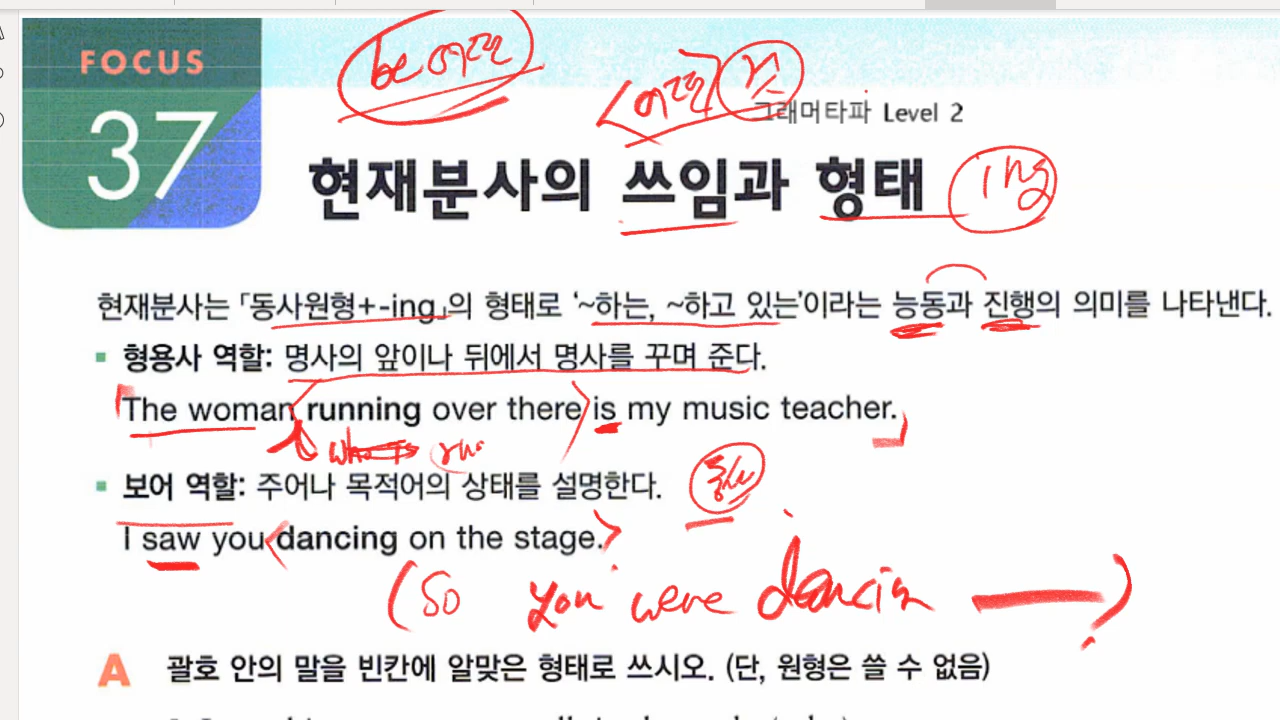 FOCUS
37
be 어떤
어떤 것
그래머타파 Level 2
현재분사의 쓰임과 형태
ing
현재분사는 「동사원형+-ing」의 형태로 ‘~하는, ~하고 있는’이라는 능동과 진행의 의미를 나타낸다.
▪ 형용사 역할: 명사의 앞이나 뒤에서 명사를 꾸며 준다.
The woman running over there is my music teacher.
▪ 보어 역할: 주어나 목적어의 상태를 설명한다.
I saw you dancing on the stage.
(So you were dancin )
A 괄호 안의 말을 빈칸에 알맞은 형태로 쓰시오. (단, 원형은 쓸 수 없음)